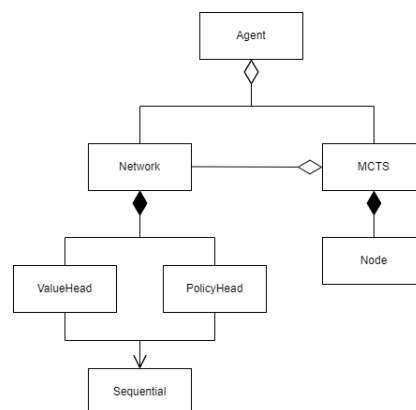 Agent
Network
MCTS
ValueHead
PolicyHead
Node
Sequential